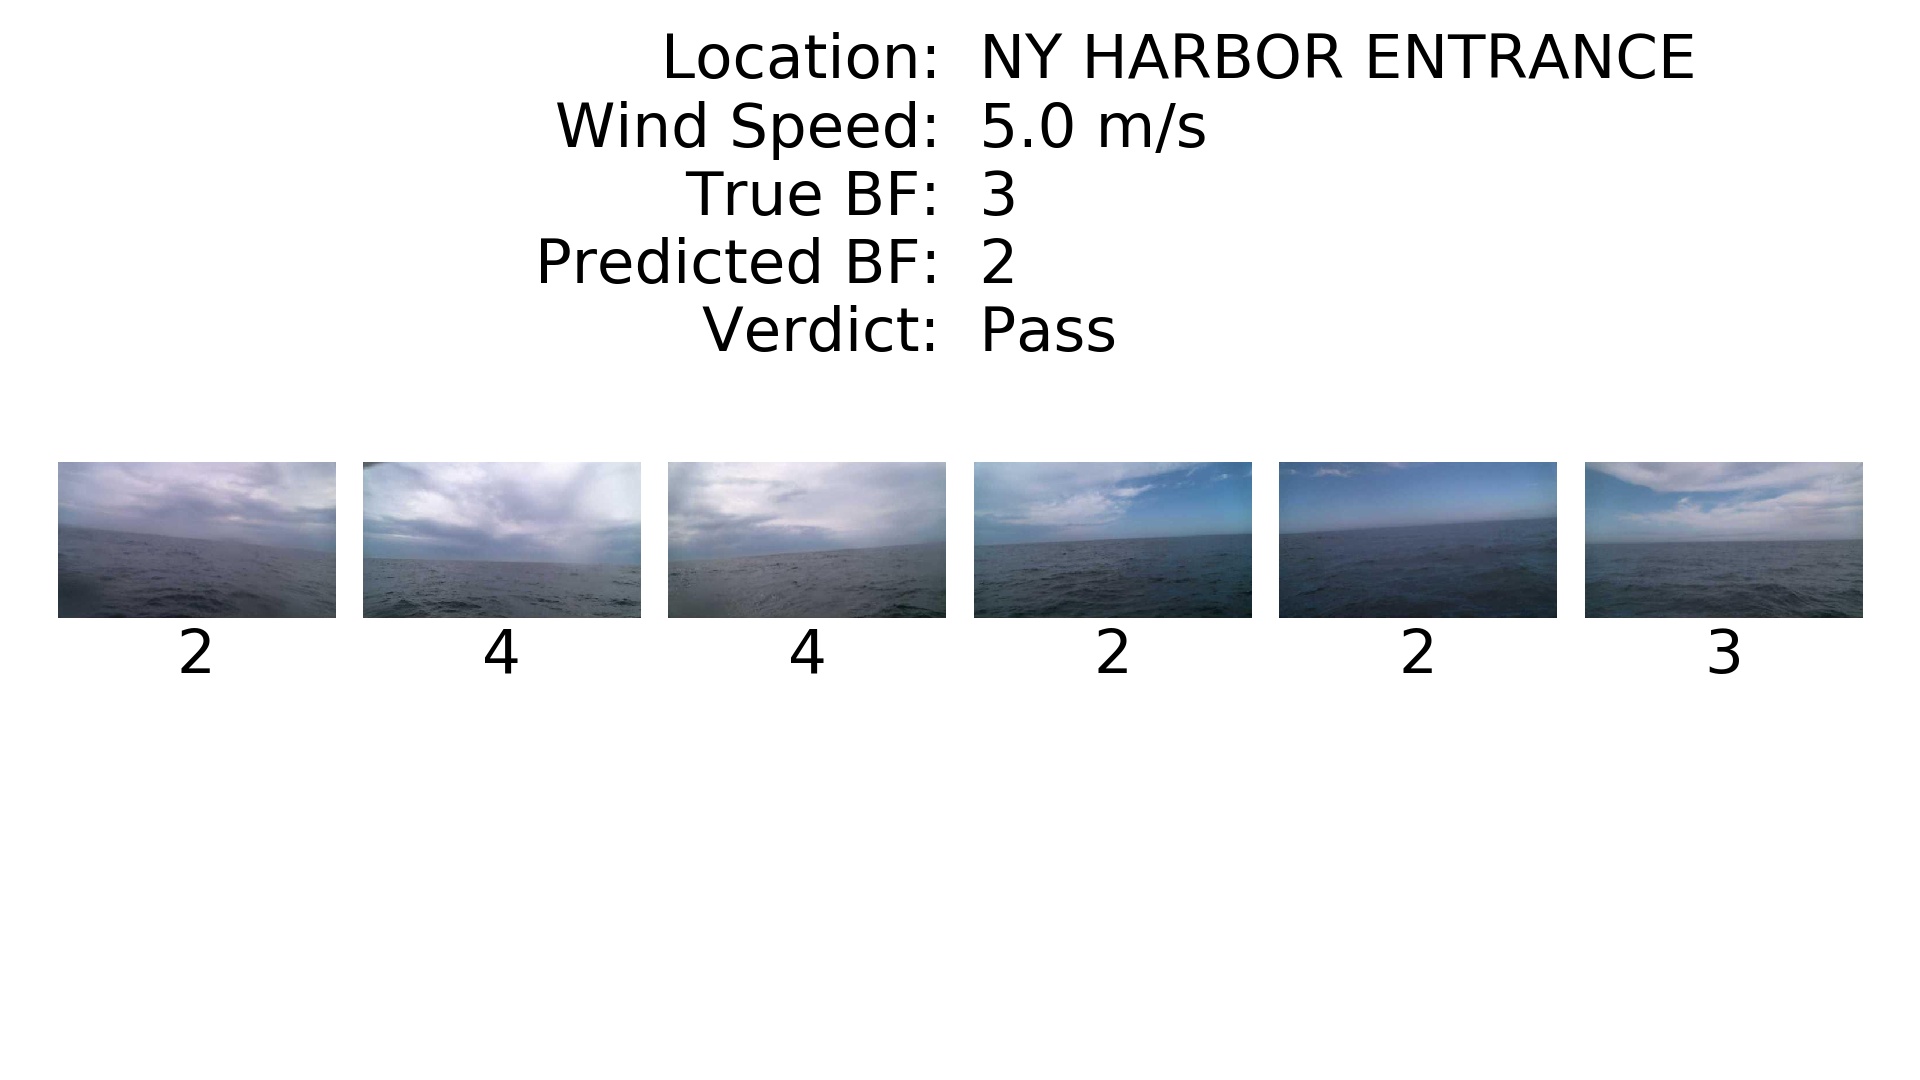 Location: NY HARBOR ENTRANCE
Wind Speed: 5.0 m/s
True BF: 3
Predicted BF: 2
Verdict: Pass
2 4 4 2 2 3